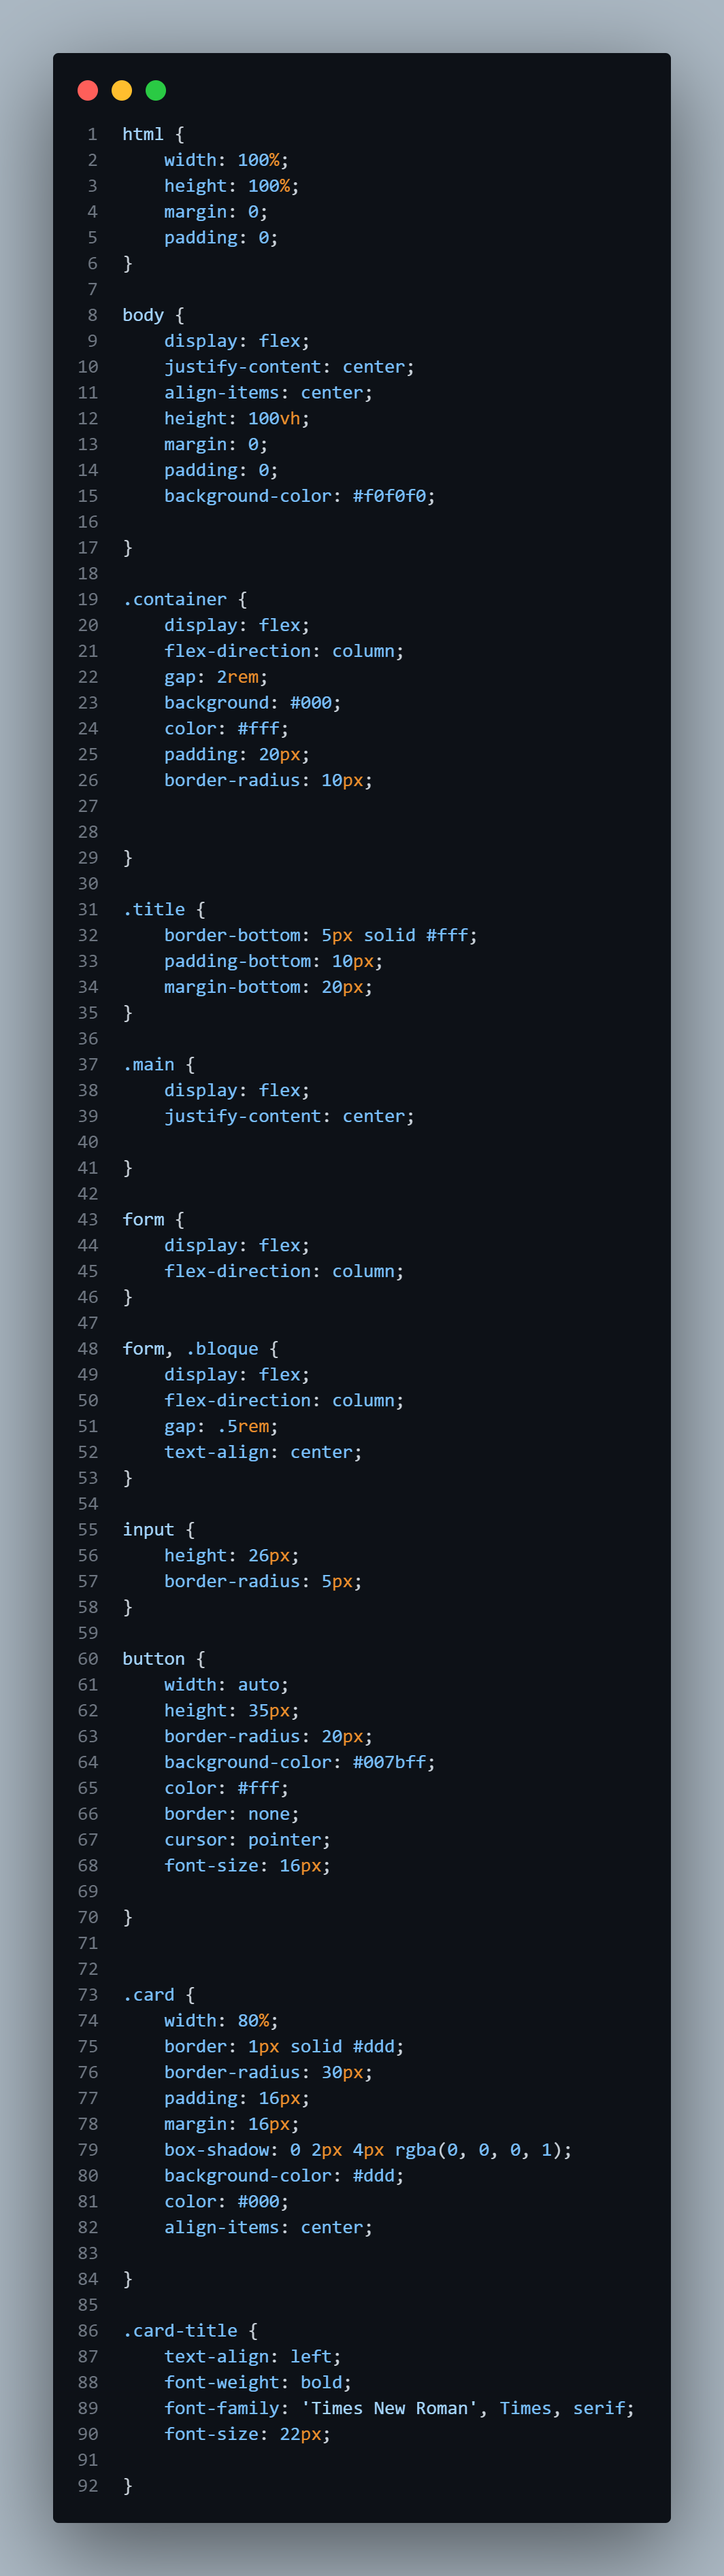 1 html {
2     width: 100%;
3     height: 100%;
4     margin: 0;
5     padding: 0;
6 }
7
8 body {
9     display: flex;
10     justify-content: center;
11     align-items: center;
12     height: 100vh;
13     margin: 0;
14     padding: 0;
15     background-color: #f0f0f0;
16
17 }
18
19 .container {
20     display: flex;
21     flex-direction: column;
22     gap: 2rem;
23     background: #000;
24     color: #fff;
25     padding: 20px;
26     border-radius: 10px;
27
28
29 }
30
31 .title {
32     border-bottom: 5px solid #fff;
33     padding-bottom: 10px;
34     margin-bottom: 20px;
35 }
36
37 .main {
38     display: flex;
39     justify-content: center;
40
41 }
42
43 form {
44     display: flex;
45     flex-direction: column;
46 }
47
48 form, .bloque {
49     display: flex;
50     flex-direction: column;
51     gap: .5rem;
52     text-align: center;
53 }
54
55 input {
56     height: 26px;
57     border-radius: 5px;
58 }
59
60 button {
61     width: auto;
62     height: 35px;
63     border-radius: 20px;
64     background-color: #007bff;
65     color: #fff;
66     border: none;
67     cursor: pointer;
68     font-size: 16px;
69
70 }
71
72
73 .card {
74     width: 80%;
75     border: 1px solid #ddd;
76     border-radius: 30px;
77     padding: 16px;
78     margin: 16px;
79     box-shadow: 0 2px 4px rgba(0, 0, 0, 1);
80     background-color: #ddd;
81     color: #000;
82     align-items: center;
83
84 }
85
86 .card-title {
87     text-align: left;
88     font-weight: bold;
89     font-family: 'Times New Roman', Times, serif;
90     font-size: 22px;
91
92 }